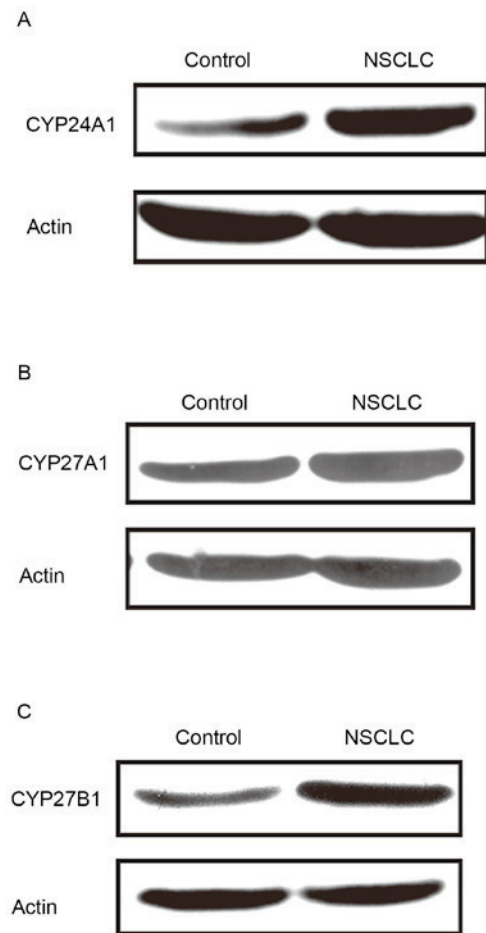 A
Control NSCLC
CYP24A1
Actin
B
Control NSCLC
CYP27A1
Actin
C
Control NSCLC
CYP27B1
Actin